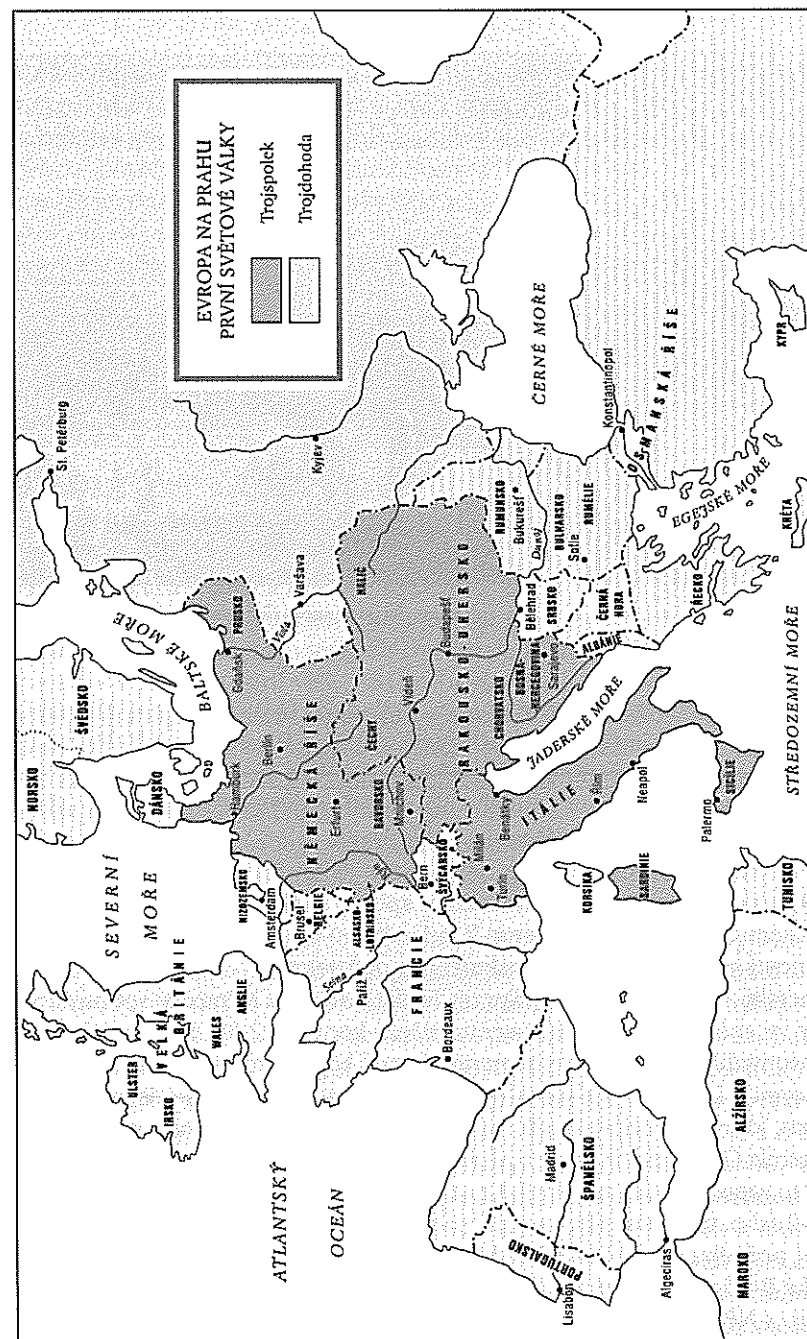 EVROPA NA PRAHU
PRVNÍ SVĚTOVÉ VÁLKY
Trojspolek
Trojdohoda
NORSKO
ŠVÉDSKO
St. Petěrburg
SEVERNÍ
MOŘE
DÁNSKO
BALTSKÉ MOŘE
ULSTER
IRSKO
VELKÁ
BRITÁNIE
WALES
ANGLIE
NIZOZEMSKO
Amsterdam
Hamburk
Gdaňsk
PRUSKO
Visla
Varšava
Kyjev
Berlín
NĚMECKÁ ŘÍŠE
Erfurt
Brusel
BELGIE
Rýn
ČECHY
HALIČ
ATLANTSKÝ
OCEÁN
Seina
Paříž
ALSASKO-
-LOTRINSKO
FRANCIE
BAVORSKO
Mnichov
Vídeň
Budapešť
RAKOUSKO-UHERSKO
Bern
ŠVÝCARSKO
Bordeaux
Milán
Turín
Benátky
CHORVATSKO
BOSNA-
HERCEGOVINA
Sarajevo
Bělehrad
SRBSKO
RUMUNSKO
Bukurešť
Dunaj
BULHARSKO
Sofie
RUMÉLIE
ČERNÉ MOŘE
JADERSKÉ MOŘE
ITÁLIE
Řím
Neapol
ČERNÁ
HORA
ALBÁNIE
Konstantinopol
OSMANSKÁ ŘÍŠE
PORTUGALSKO
Lisabon
Madrid
ŠPANĚLSKO
Algeciras
KORSIKA
SARDINIE
Palermo
SICÍLIE
ŘECKO
EGEJSKÉ MOŘE
KRÉTA
KYPR
MAROKO
ALŽÍRSKO
TUNISKO
STŘEDOZEMNÍ MOŘE